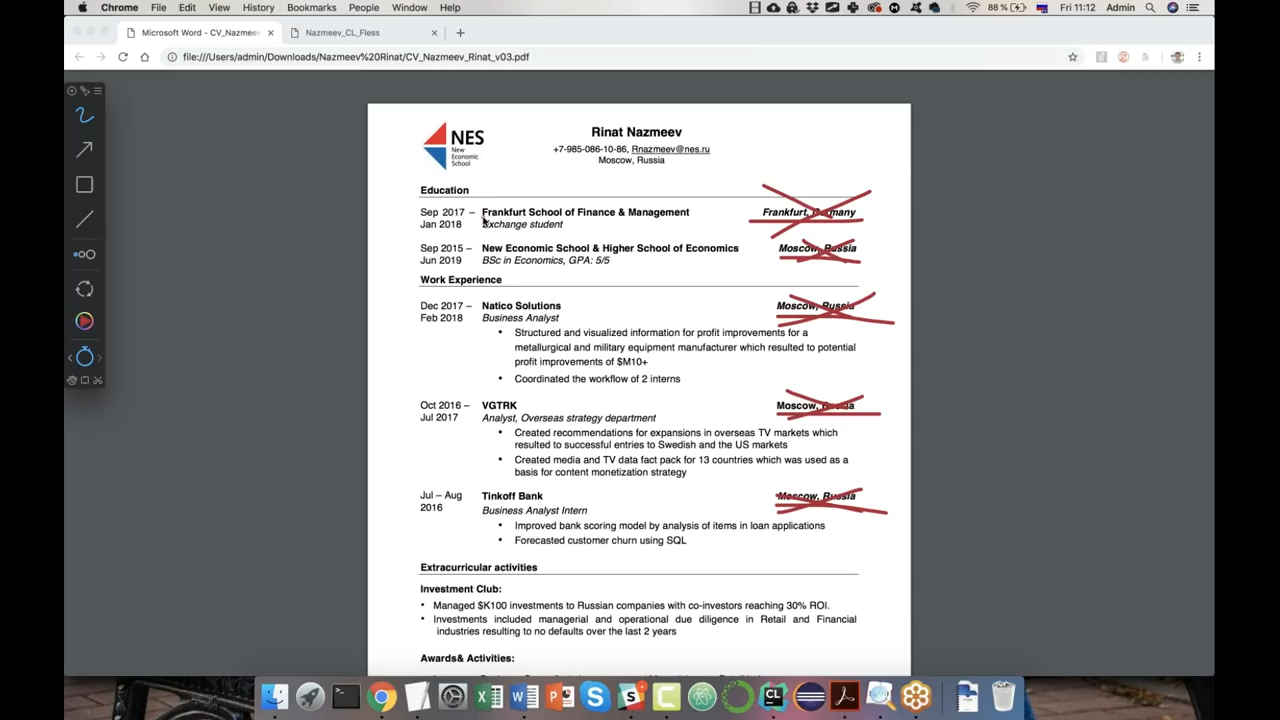 Chrome File Edit View History Bookmarks People Window Help 88 % Fri 11:12 Admin
Microsoft Word - CV_Nazmeev Nazmeev_CL_Fless
file:///Users/admin/Downloads/Nazmeev%20Rinat/CV_Nazmeev_Rinat_v03.pdf
NES
New
Economic
School
Rinat Nazmeev
+7-985-086-10-86, Rnazmeev@nes.ru
Moscow, Russia
Education
Sep 2017 – Frankfurt School of Finance & Management Frankfurt, Germany
Jan 2018 Exchange student
Sep 2015 – New Economic School & Higher School of Economics Moscow, Russia
Jun 2019 BSc in Economics, GPA: 5/5
Work Experience
Dec 2017 – Natico Solutions Moscow, Russia
Feb 2018 Business Analyst
• Structured and visualized information for profit improvements for a
metallurgical and military equipment manufacturer which resulted to potential
profit improvements of $M10+
• Coordinated the workflow of 2 interns
Oct 2016 – VGTRK Moscow, Russia
Jul 2017 Analyst, Overseas strategy department
• Created recommendations for expansions in overseas TV markets which
resulted to successful entries to Swedish and the US markets
• Created media and TV data fact pack for 13 countries which was used as a
basis for content monetization strategy
Jul – Aug Tinkoff Bank Moscow, Russia
2016 Business Analyst Intern
• Improved bank scoring model by analysis of items in loan applications
• Forecasted customer churn using SQL
Extracurricular activities
Investment Club:
• Managed $K100 investments to Russian companies with co-investors reaching 30% ROI.
• Investments included managerial and operational due diligence in Retail and Financial
industries resulting to no defaults over the last 2 years
Awards& Activities: